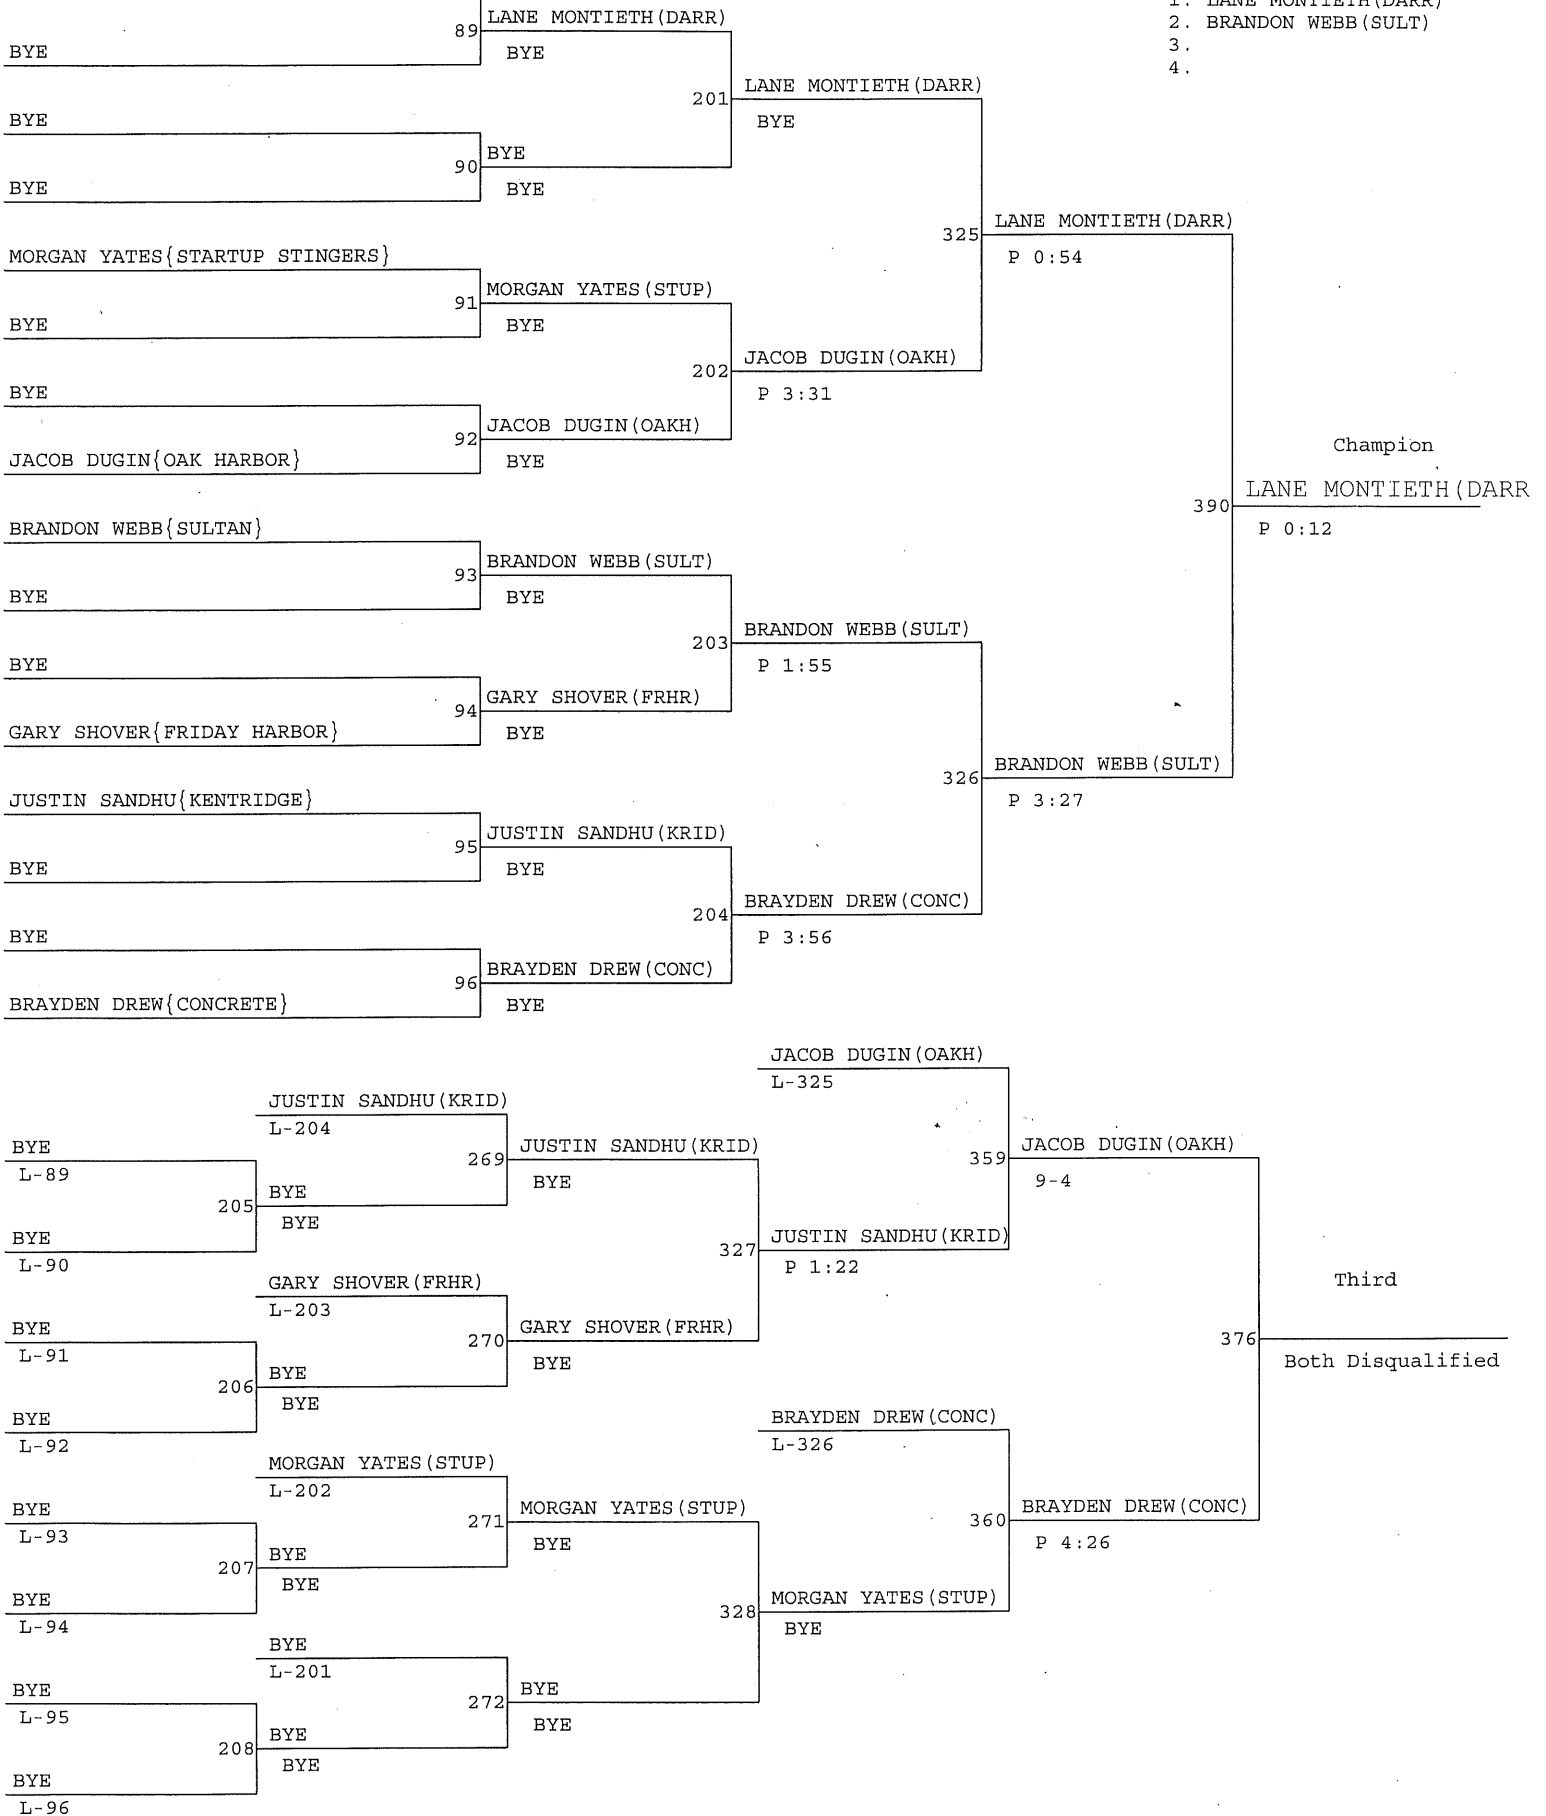 1. LANE MONTIETH(DARR)
2. BRANDON WEBB(SULT)
3.
4.
LANE MONTIETH(DARR)
89
BYE
BYE
LANE MONTIETH(DARR)
201
BYE
BYE
BYE
90
BYE
BYE
LANE MONTIETH(DARR)
325
P 0:54
MORGAN YATES{STARTUP STINGERS}
MORGAN YATES(STUP)
91
BYE
BYE
JACOB DUGIN(OAKH)
202
P 3:31
BYE
JACOB DUGIN(OAKH)
92
JACOB DUGIN{OAK HARBOR}
BYE
Champion
LANE MONTIETH(DARR
390
P 0:12
BRANDON WEBB{SULTAN}
BRANDON WEBB(SULT)
93
BYE
BYE
BRANDON WEBB(SULT)
203
P 1:55
BYE
GARY SHOVER(FRHR)
94
GARY SHOVER{FRIDAY HARBOR}
BYE
BRANDON WEBB(SULT)
326
P 3:27
JUSTIN SANDHU{KENTRIDGE}
JUSTIN SANDHU(KRID)
95
BYE
BYE
BRAYDEN DREW(CONC)
204
P 3:56
BYE
BRAYDEN DREW(CONC)
96
BRAYDEN DREW{CONCRETE}
BYE
JACOB DUGIN(OAKH)
L-325
JUSTIN SANDHU(KRID)
L-204
BYE
L-89
JUSTIN SANDHU(KRID)
269
BYE
JACOB DUGIN(OAKH)
359
9-4
BYE
205
BYE
BYE
L-90
JUSTIN SANDHU(KRID)
327
P 1:22
GARY SHOVER(FRHR)
L-203
Third
BYE
L-91
GARY SHOVER(FRHR)
270
BYE
376
Both Disqualified
BYE
206
BYE
BYE
L-92
BRAYDEN DREW(CONC)
L-326
MORGAN YATES(STUP)
L-202
BYE
L-93
MORGAN YATES(STUP)
271
BYE
BRAYDEN DREW(CONC)
360
P 4:26
BYE
207
BYE
BYE
L-94
MORGAN YATES(STUP)
328
BYE
BYE
L-201
BYE
L-95
BYE
272
BYE
BYE
208
BYE
BYE
L-96